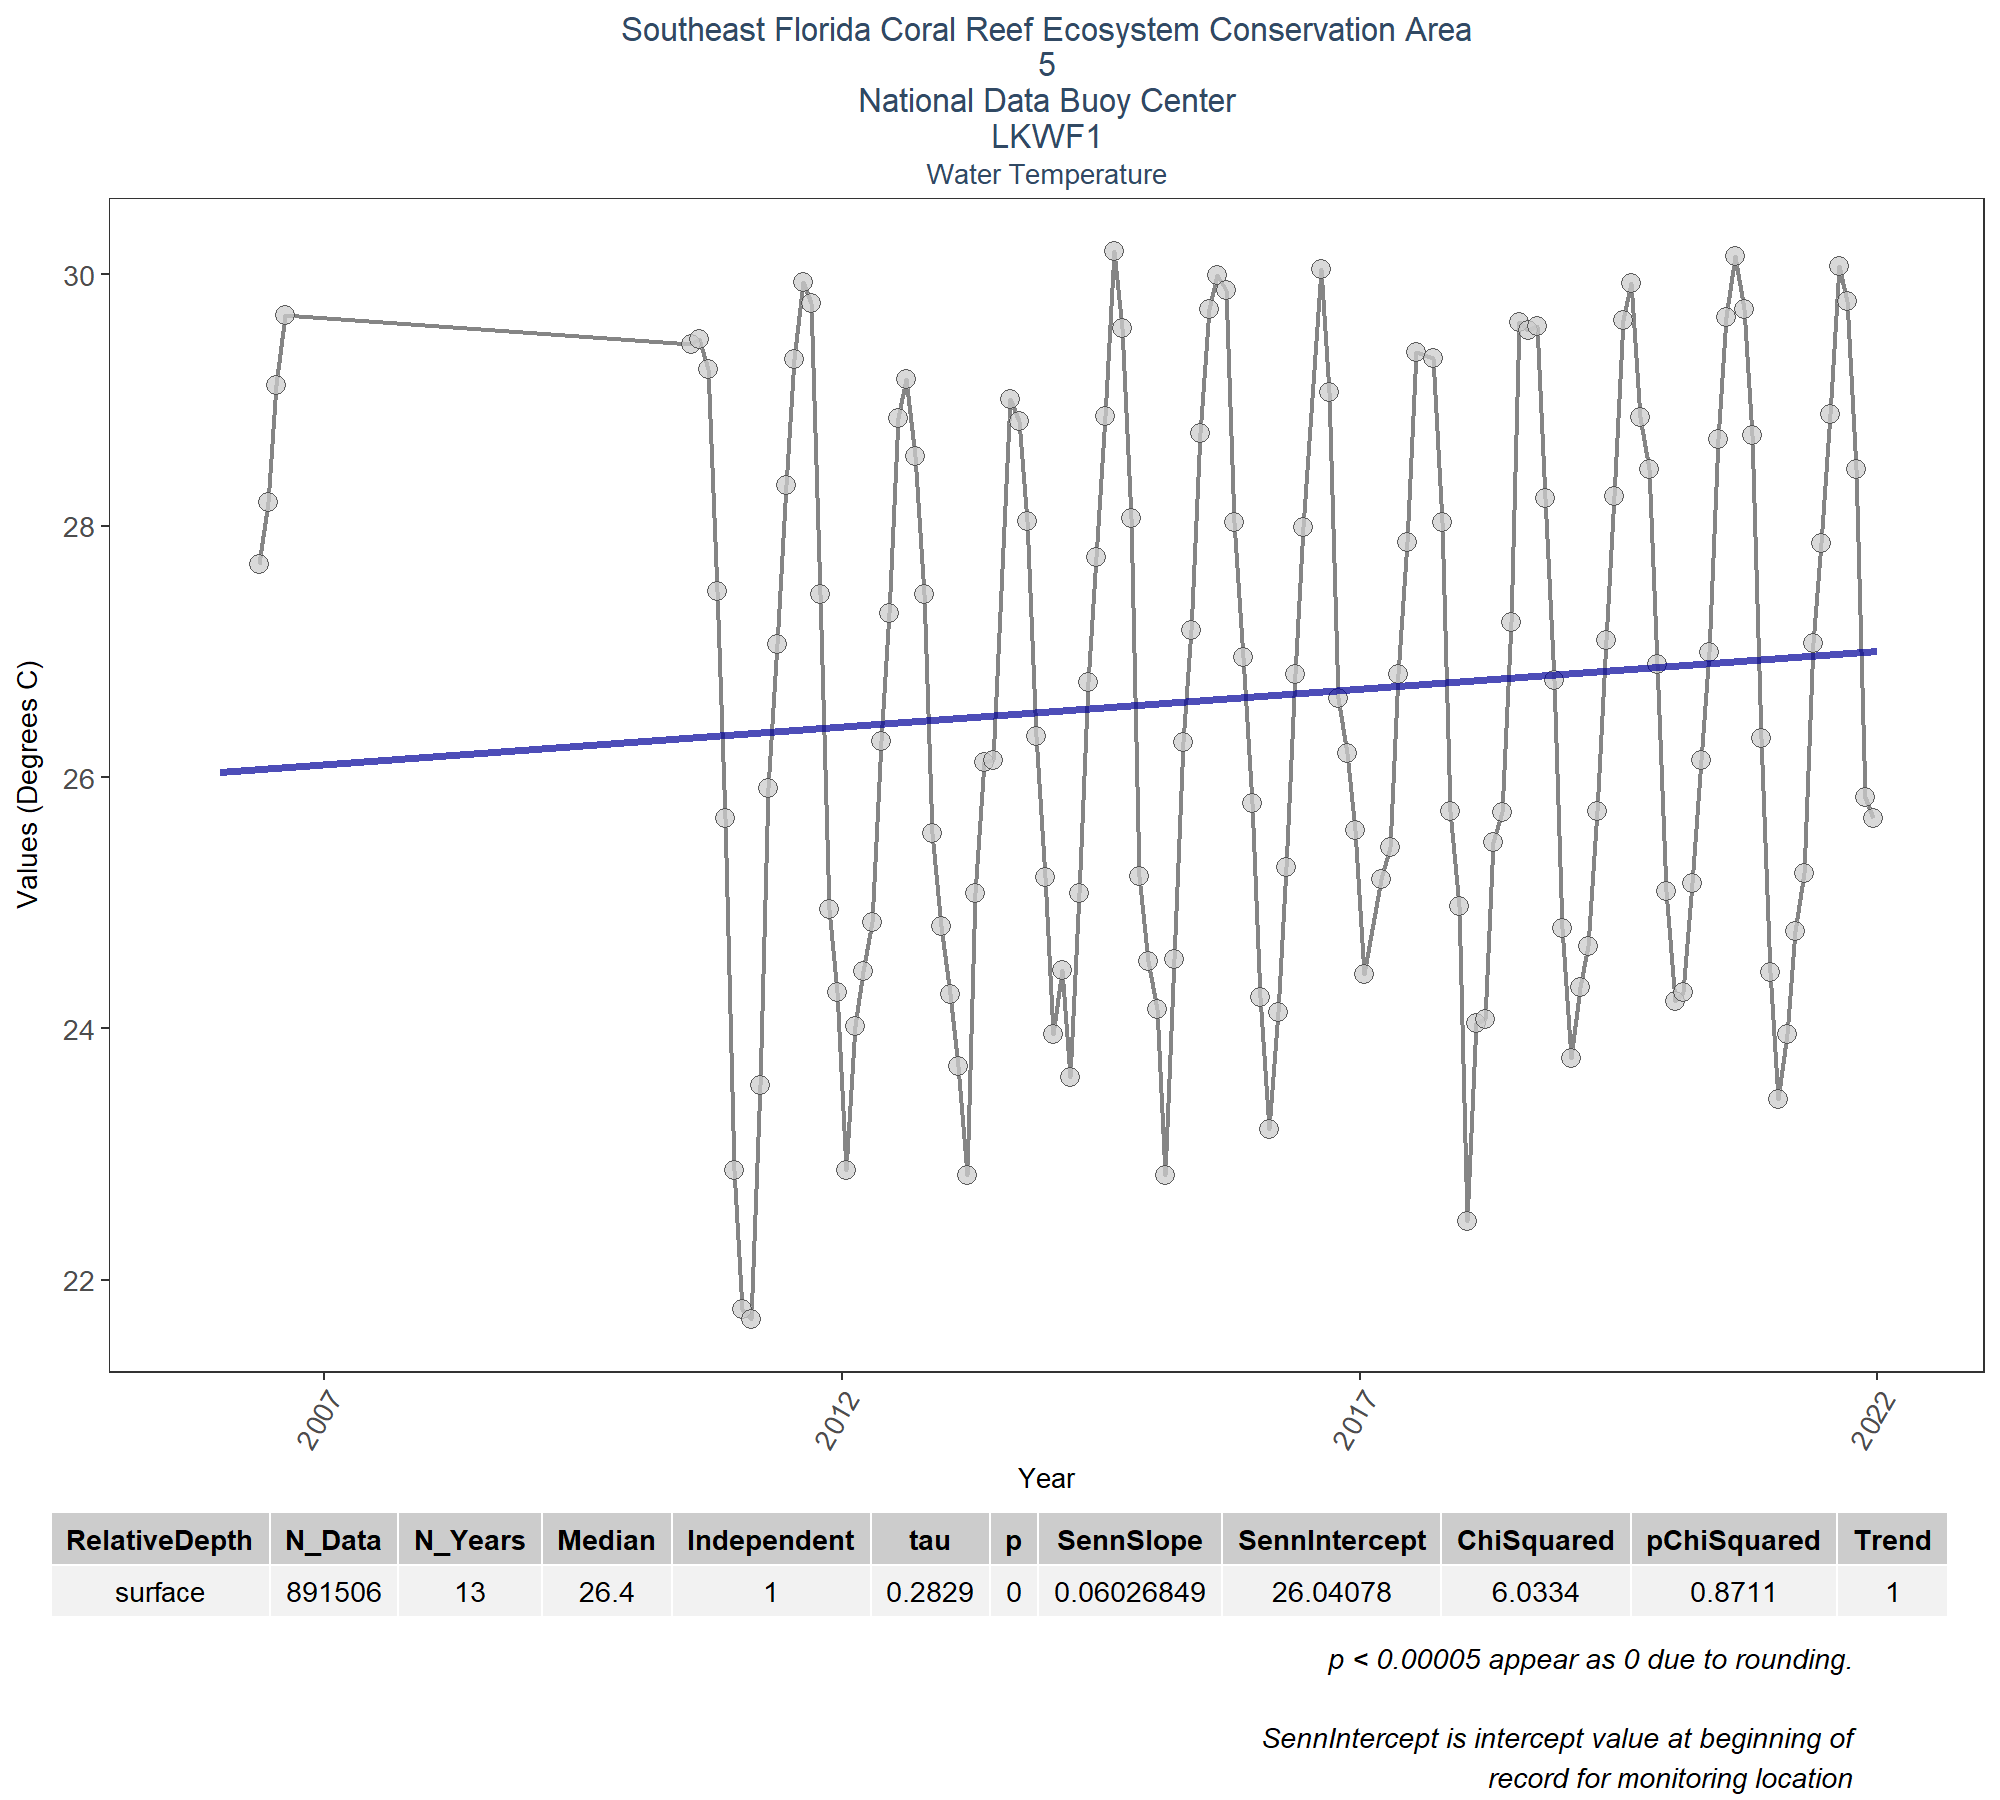 Southeast Florida Coral Reef Ecosystem Conservation Area
5
National Data Buoy Center
LKWF1
Water Temperature
30
28
26
24
22
Values (Degrees C)
2007 2012 2017 2022
Year
RelativeDepth N_Data N_Years Median Independent tau p SennSlope SennIntercept ChiSquared pChiSquared Trend
surface 891506 13 26.4 1 0.2829 0 0.06026849 26.04078 6.0334 0.8711 1
p < 0.00005 appear as 0 due to rounding.
SennIntercept is intercept value at beginning of
record for monitoring location